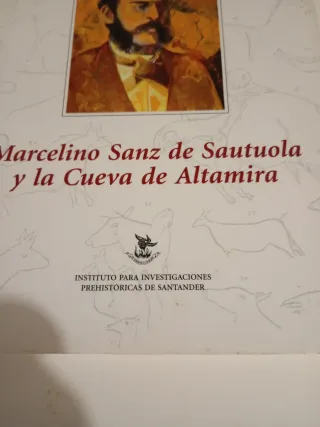 Marcelino Sanz de Sautuola
y la Cueva de Altamira
INSTITUTO PARA INVESTIGACIONES
PREHISTÓRICAS DE SANTANDER